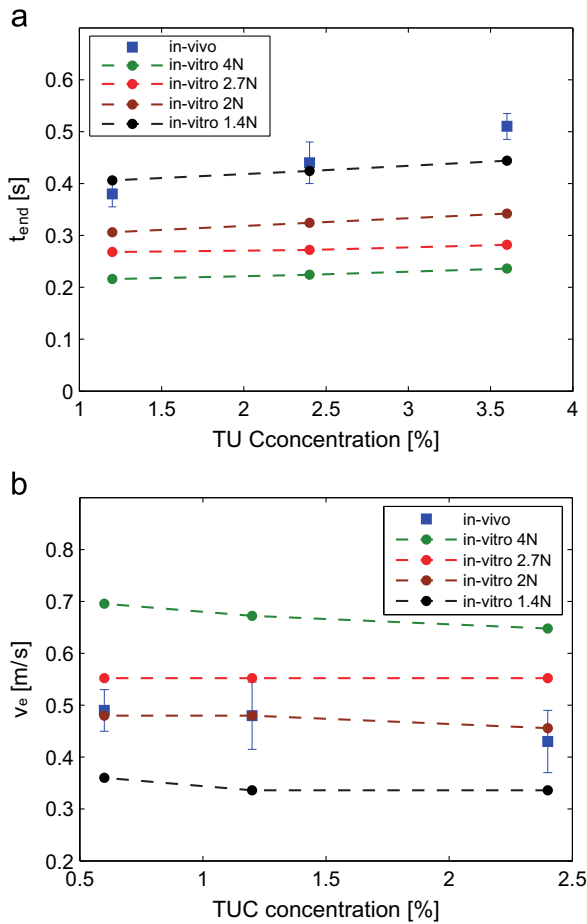 a
0.7
in-vivo
in-vitro 4N
in-vitro 2.7N
in-vitro 2N
in-vitro 1.4N
0.6
0.5
0.4
0.3
0.2
0.1
0
t_end [s]
1 1.5 2 2.5 3 3.5 4
TU Cconcentration [%]
b
in-vivo
in-vitro 4N
in-vitro 2.7N
in-vitro 2N
in-vitro 1.4N
0.8
0.7
0.6
0.5
0.4
0.3
0.2
v_e [m/s]
0.5 1 1.5 2 2.5
TUC concentration [%]